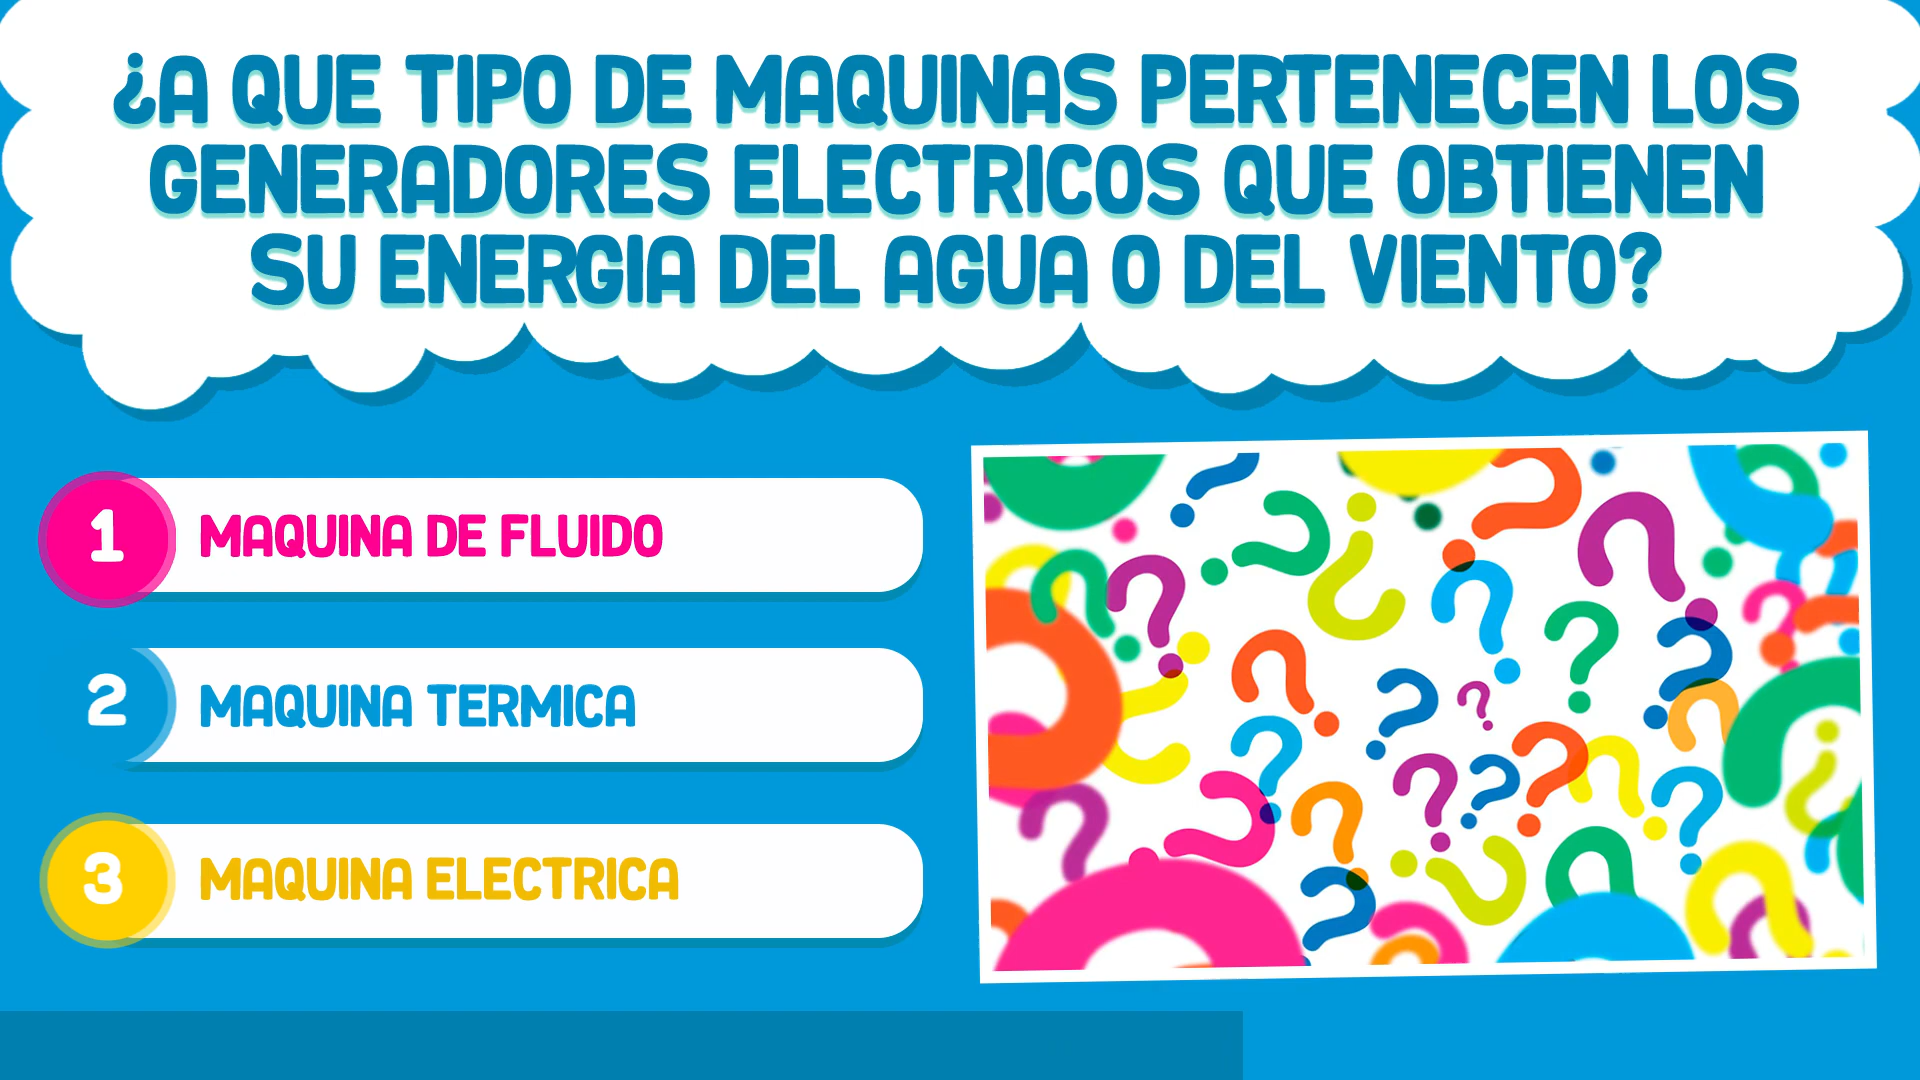 ¿A QUE TIPO DE MAQUINAS PERTENECEN LOS
GENERADORES ELECTRICOS QUE OBTIENEN
SU ENERGIA DEL AGUA O DEL VIENTO?
1 MAQUINA DE FLUIDO
2 MAQUINA TERMICA
3 MAQUINA ELECTRICA